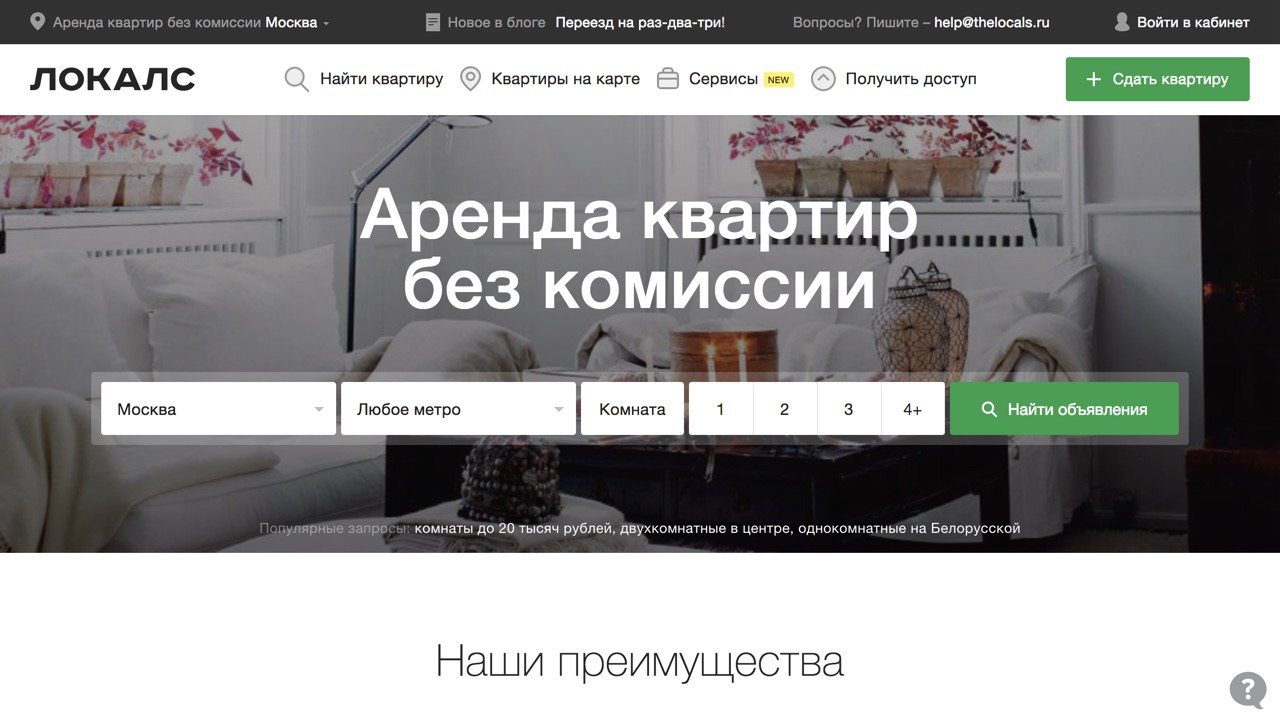 Аренда квартир без комиссии Москва
Новое в блоге Переезд на раз-два-три!
Вопросы? Пишите – help@thelocals.ru
Войти в кабинет
ЛОКАЛС
Найти квартиру
Квартиры на карте
Сервисы NEW
Получить доступ
+ Сдать квартиру
Аренда квартир
без комиссии
Москва
Любое метро
Комната
1
2
3
4+
Найти объявления
Популярные запросы: комнаты до 20 тысяч рублей, двухкомнатные в центре, однокомнатные на Белорусской
Наши преимущества
?